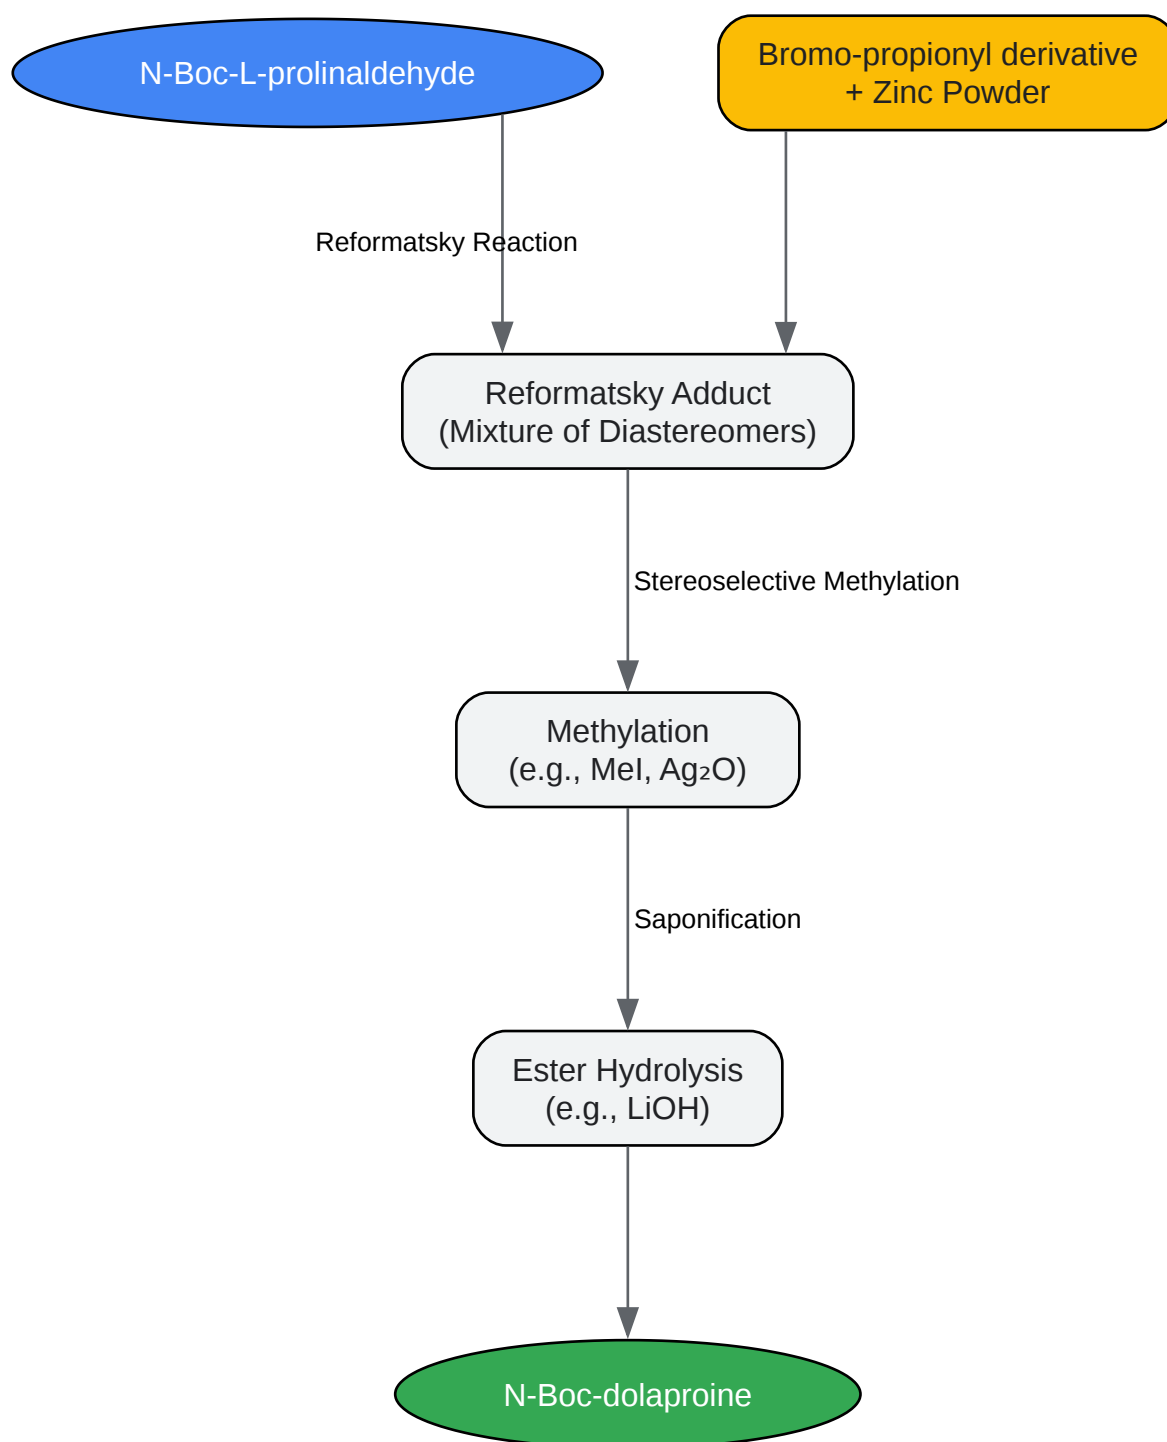 N-Boc-L-prolinaldehyde
Bromo-propionyl derivative
+ Zinc Powder
Reformatsky Reaction
Reformatsky Adduct
(Mixture of Diastereomers)
Stereoselective Methylation
Methylation
(e.g., MeI, Ag₂O)
Saponification
Ester Hydrolysis
(e.g., LiOH)
N-Boc-dolaproine